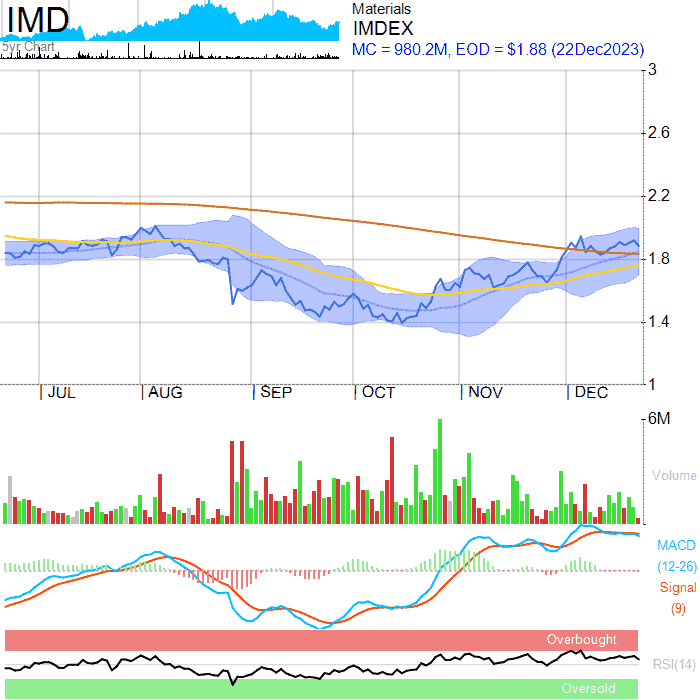 IMD
5yr Chart
Materials
IMDEX
MC = 980.2M, EOD = $1.88 (22Dec2023)
3
2.6
2.2
1.8
1.4
1
JUL AUG SEP OCT NOV DEC
6M
Volume
MACD
(12-26)
Signal
(9)
Overbought
RSI(14)
Oversold